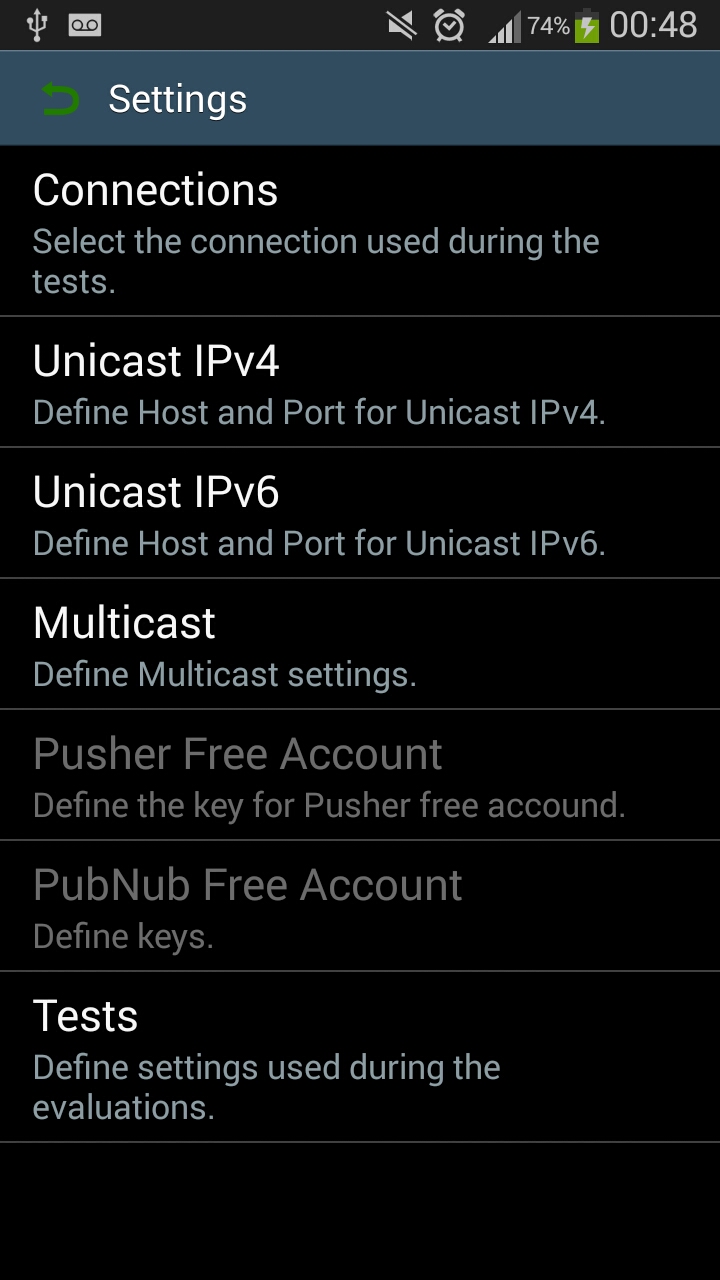 74% 00:48
Settings
Connections
Select the connection used during the
tests.
Unicast IPv4
Define Host and Port for Unicast IPv4.
Unicast IPv6
Define Host and Port for Unicast IPv6.
Multicast
Define Multicast settings.
Pusher Free Account
Define the key for Pusher free accound.
PubNub Free Account
Define keys.
Tests
Define settings used during the
evaluations.